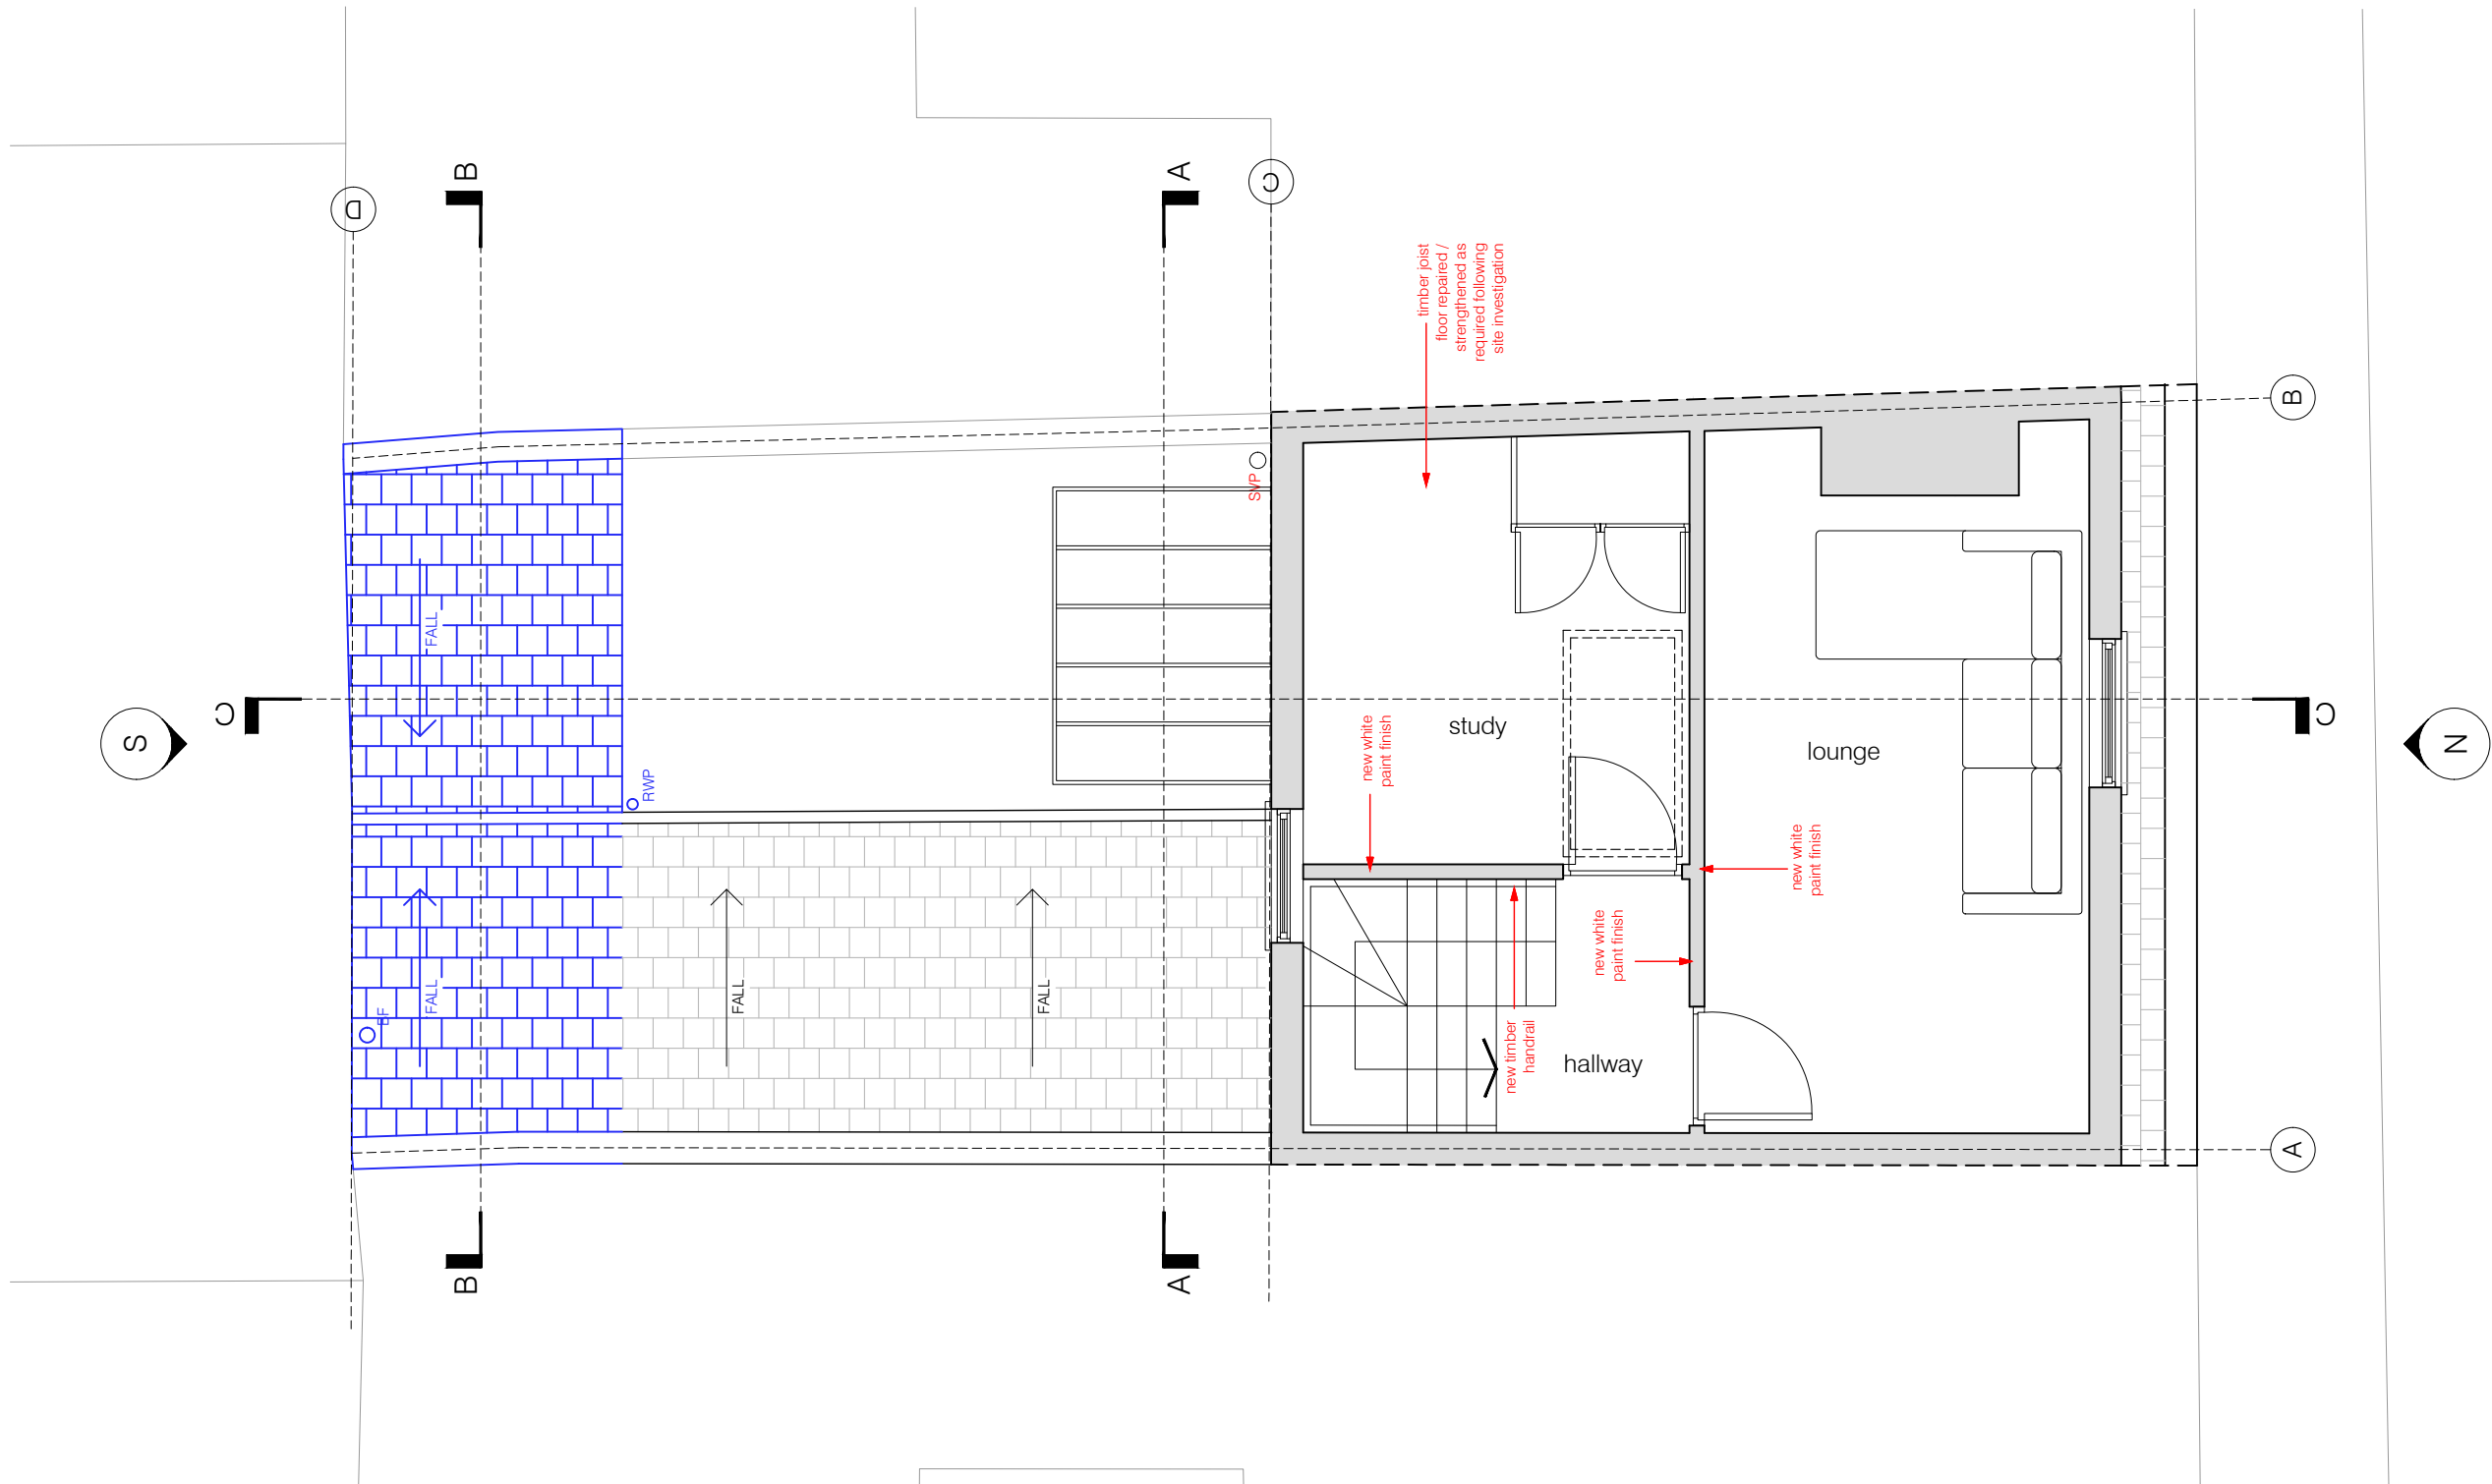 B
A
C
D
timber joist
floor repaired /
strengthened as
required following
site investigation
B
SVP
FALL
C
C
S
N
study
lounge
new white
paint finish
RWP
new white
paint finish
new white
paint finish
FALL
FALL
FALL
EF
new timber
handrail
hallway
A
B
A